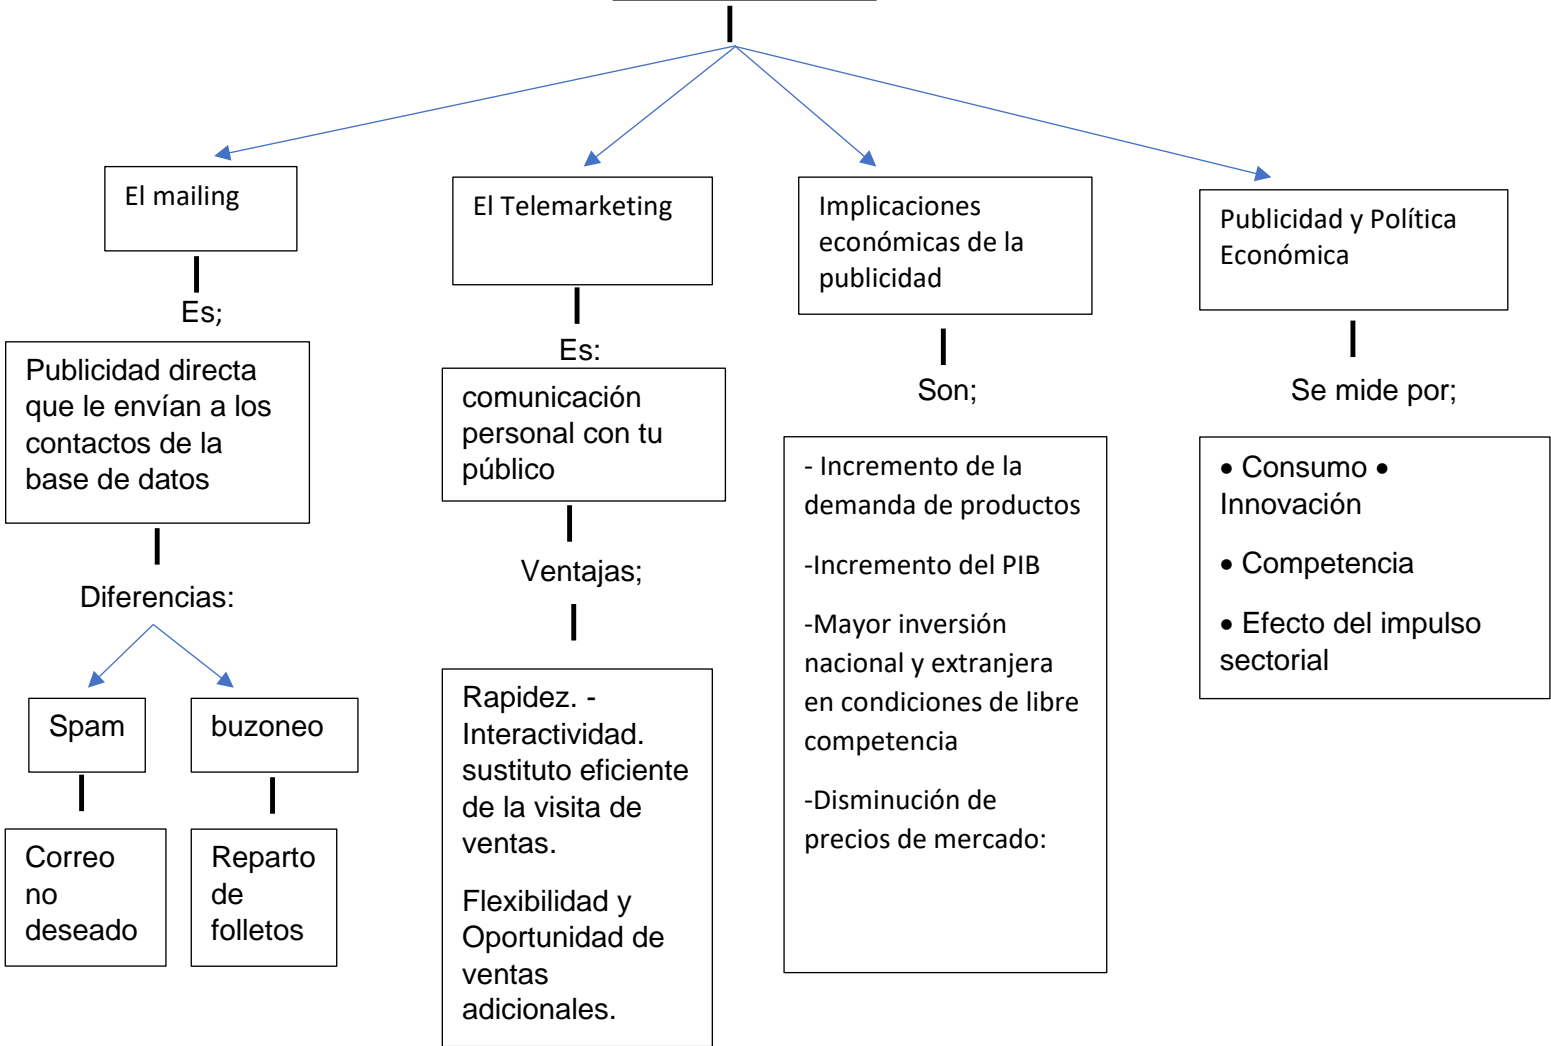 El mailing
Es;
Publicidad directa
que le envían a los
contactos de la
base de datos
Diferencias:
Spam
Correo
no
deseado
buzoneo
Reparto
de
folletos
El Telemarketing
Es:
comunicación
personal con tu
público
Ventajas;
Rapidez. -
Interactividad.
sustituto eficiente
de la visita de
ventas.
Flexibilidad y
Oportunidad de
ventas
adicionales.
Implicaciones
económicas de la
publicidad
Son;
- Incremento de la
demanda de productos
-Incremento del PIB
-Mayor inversión
nacional y extranjera
en condiciones de libre
competencia
-Disminución de
precios de mercado:
Publicidad y Política
Económica
Se mide por;
• Consumo •
Innovación
• Competencia
• Efecto del impulso
sectorial